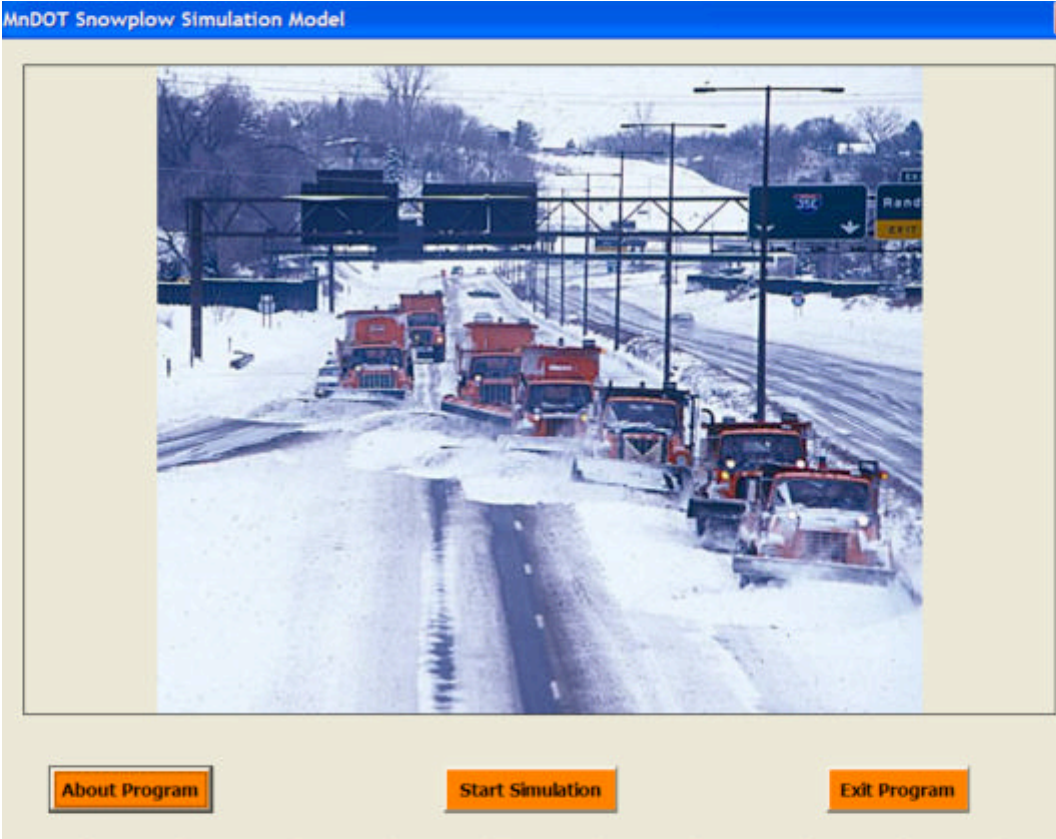 MnDOT Snowplow Simulation Model
35E
Rand
EXIT
About Program
Start Simulation
Exit Program